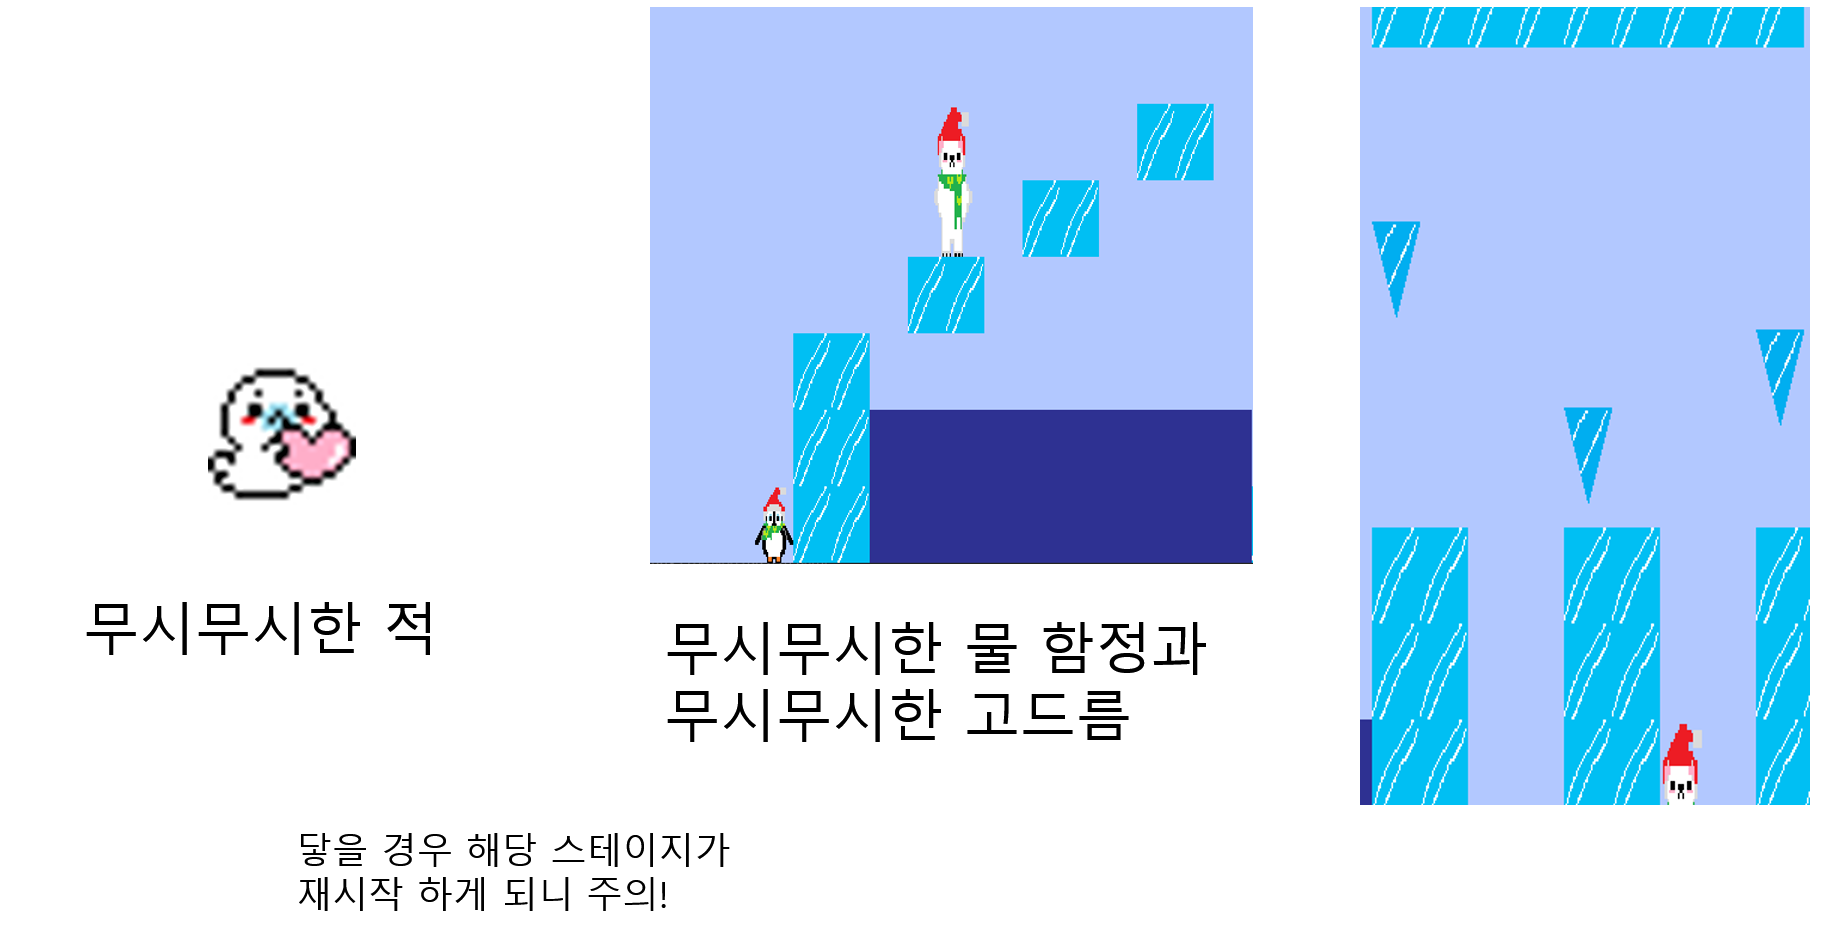 무시무시한 적
무시무시한 물 함정과
무시무시한 고드름
닿을 경우 해당 스테이지가
재시작 하게 되니 주의!